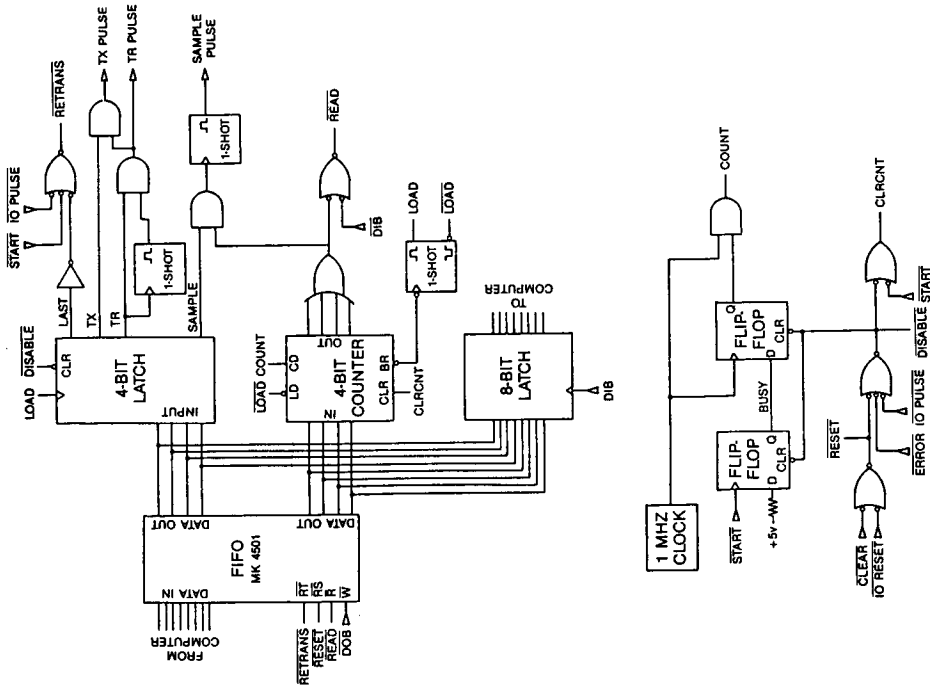 FROM
COMPUTER
DATA IN
FIFO
MK 4501
DATA OUT
DATA OUT
RT
RS
R
W
RETRANS
RESET
READ
DOB
LOAD
DISABLE
CLR
INPUT
4-BIT
LATCH
LAST
TX
TR
SAMPLE
START
IO PULSE
RETRANS
TX PULSE
TR PULSE
1-SHOT
SAMPLE
PULSE
1-SHOT
LOAD
COUNT
LD
CD
IN
4-BIT
COUNTER
OUT
CLR
BR
CLRCNT
READ
DIB
1-SHOT
LOAD
LOAD
8-BIT
LATCH
TO
COMPUTER
DIB
1 MHZ
CLOCK
START
+5v
D
FLIP-
FLOP
Q
CLR
BUSY
D
FLIP-
FLOP
Q
CLR
COUNT
CLEAR
IO RESET
RESET
ERROR
IO PULSE
DISABLE
START
CLRCNT